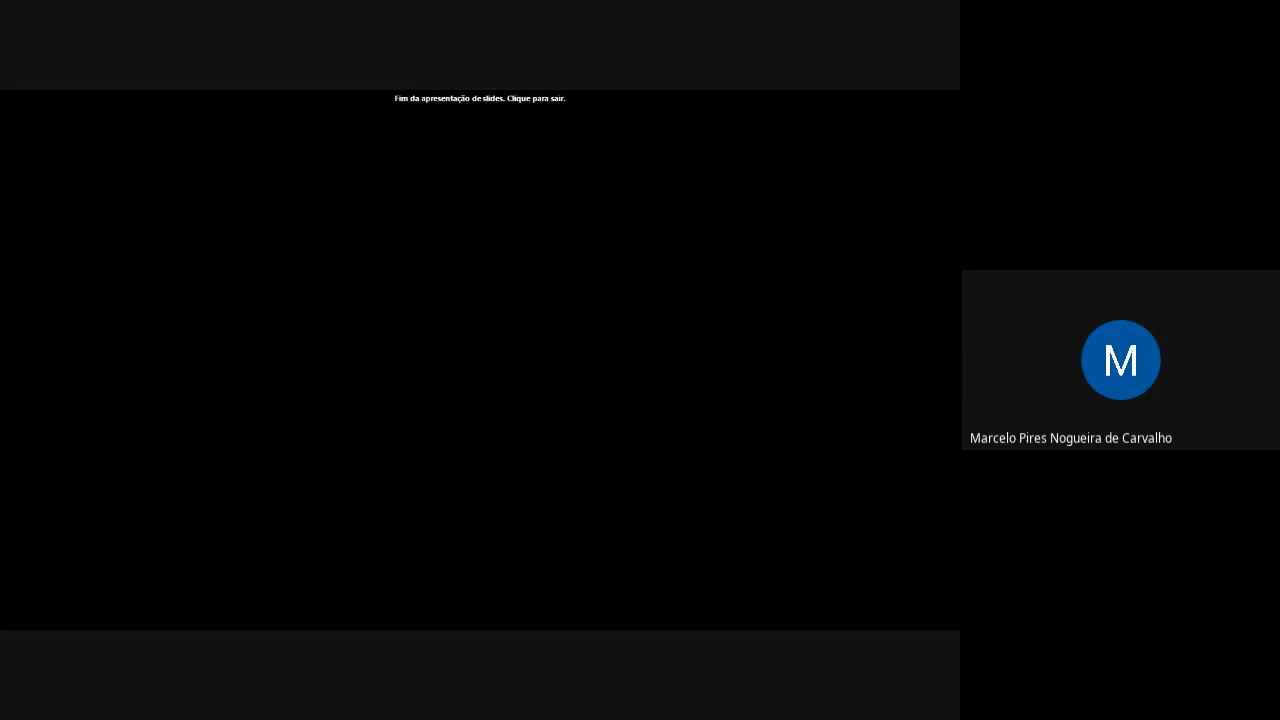 Fim da apresentação de slides. Clique para sair.
M
Marcelo Pires Nogueira de Carvalho